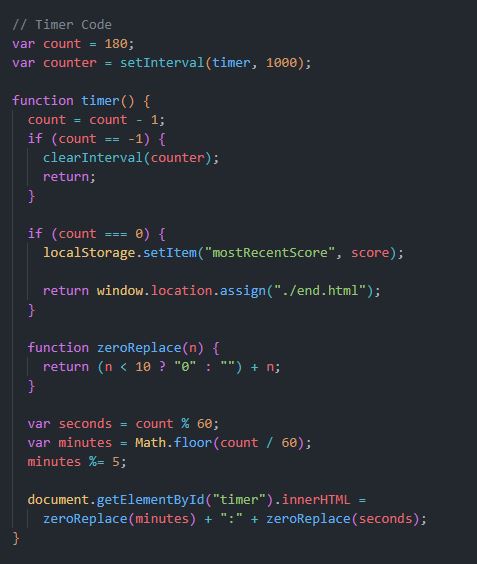 // Timer Code
var count = 180;
var counter = setInterval(timer, 1000);

function timer() {
  count = count - 1;
  if (count == -1) {
    clearInterval(counter);
    return;
  }

  if (count === 0) {
    localStorage.setItem("mostRecentScore", score);

    return window.location.assign("./end.html");
  }

  function zeroReplace(n) {
    return (n < 10 ? "0" : "") + n;
  }

  var seconds = count % 60;
  var minutes = Math.floor(count / 60);
  minutes %= 5;

  document.getElementById("timer").innerHTML =
    zeroReplace(minutes) + ":" + zeroReplace(seconds);
}